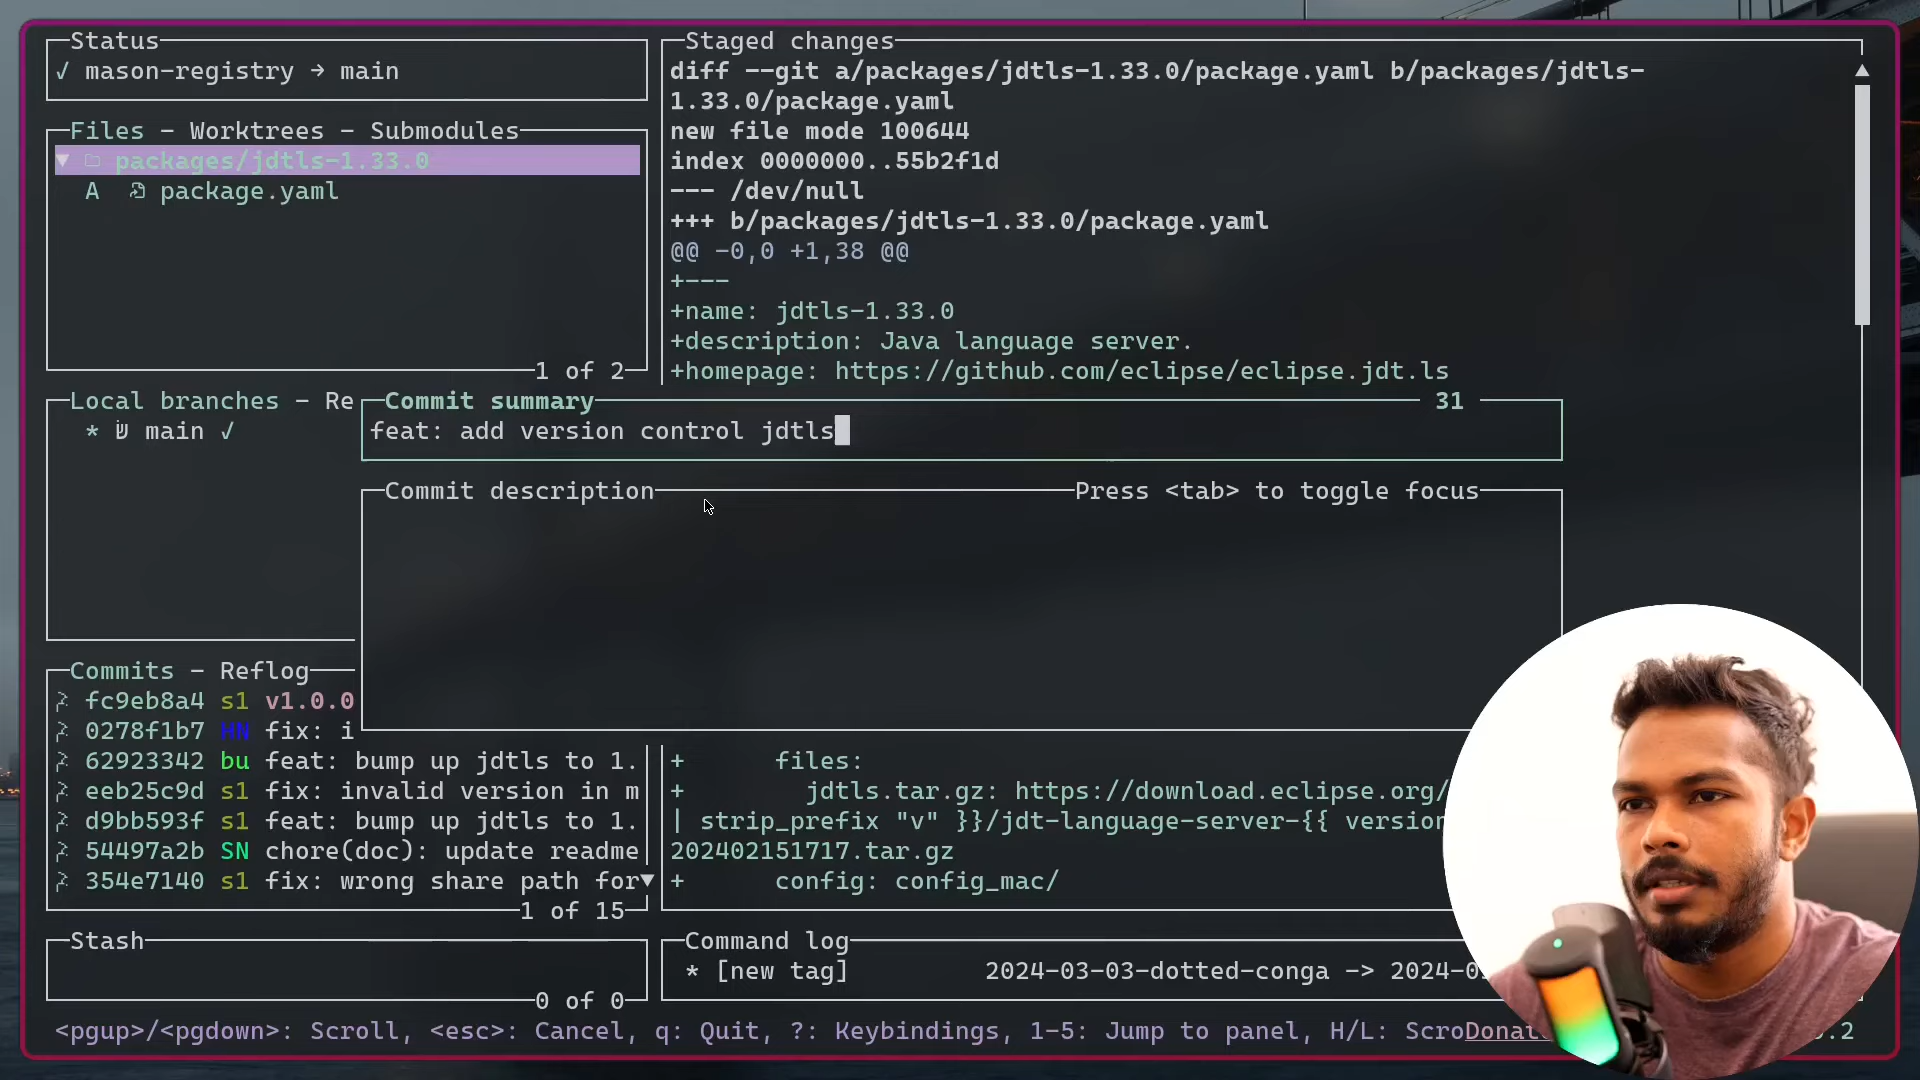 Status
✓ mason-registry → main
Files - Worktrees - Submodules
▼ packages/jdtls-1.33.0
A package.yaml
1 of 2
Local branches - Re
* main ✓
Commits - Reflog
fc9eb8a4 s1 v1.0.0
0278f1b7 HN fix: i
62923342 bu feat: bump up jdtls to 1.
eeb25c9d s1 fix: invalid version in m
d9bb593f s1 feat: bump up jdtls to 1.
54497a2b SN chore(doc): update readme
354e7140 s1 fix: wrong share path for
1 of 15
Stash
0 of 0
Staged changes
diff --git a/packages/jdtls-1.33.0/package.yaml b/packages/jdtls-
1.33.0/package.yaml
new file mode 100644
index 0000000..55b2f1d
--- /dev/null
+++ b/packages/jdtls-1.33.0/package.yaml
@@ -0,0 +1,38 @@
+---
+name: jdtls-1.33.0
+description: Java language server.
+homepage: https://github.com/eclipse/eclipse.jdt.ls
Commit summary 31
feat: add version control jdtls
Commit description Press <tab> to toggle focus
+ files:
+ jdtls.tar.gz: https://download.eclipse.org/
| strip_prefix "v" }}/jdt-language-server-{{ version
202402151717.tar.gz
+ config: config_mac/
Command log
* [new tag] 2024-03-03-dotted-conga -> 2024-0
<pgup>/<pgdown>: Scroll, <esc>: Cancel, q: Quit, ?: Keybindings, 1-5: Jump to panel, H/L: ScroDonat .2